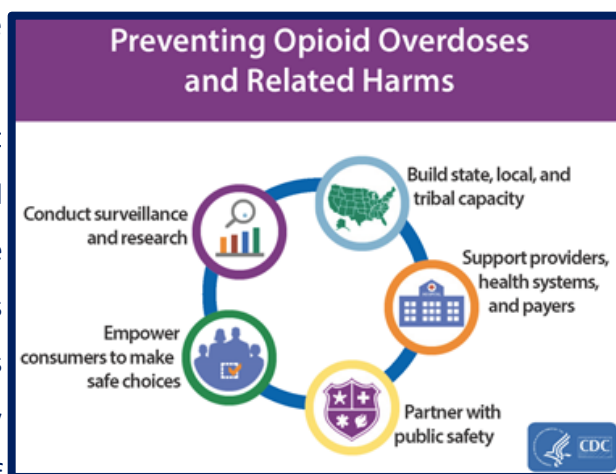 Preventing Opioid Overdoses
and Related Harms
Build state, local, and
tribal capacity
Conduct surveillance
and research
Support providers,
health systems,
and payers
Empower
consumers to make
safe choices
Partner with
public safety
CDC